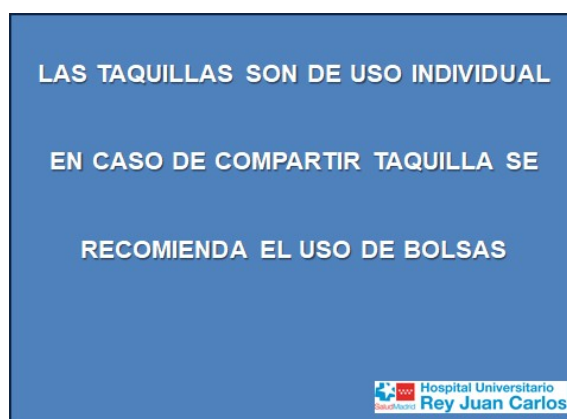 LAS TAQUILLAS SON DE USO INDIVIDUAL
EN CASO DE COMPARTIR TAQUILLA SE
RECOMIENDA EL USO DE BOLSAS
Hospital Universitario
SaludMadrid Rey Juan Carlos